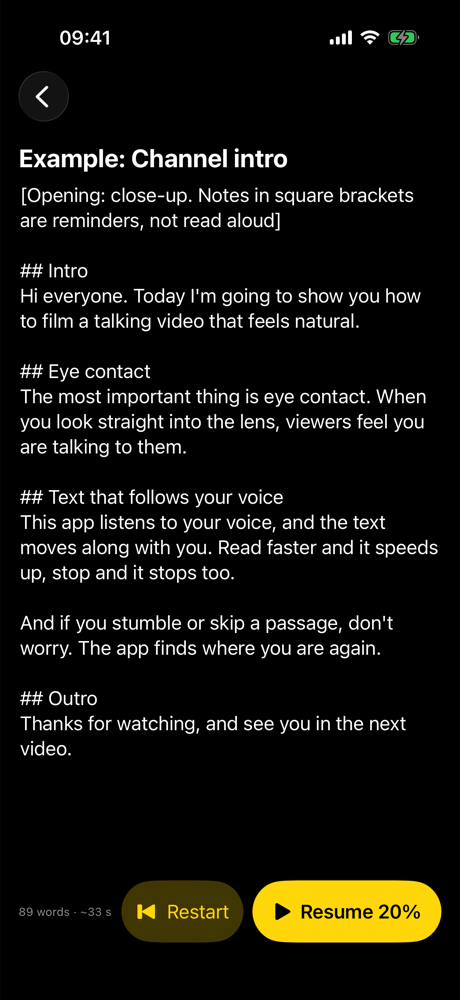 09:41
Example: Channel intro
[Opening: close-up. Notes in square brackets
are reminders, not read aloud]
## Intro
Hi everyone. Today I'm going to show you how
to film a talking video that feels natural.
## Eye contact
The most important thing is eye contact. When
you look straight into the lens, viewers feel you
are talking to them.
## Text that follows your voice
This app listens to your voice, and the text
moves along with you. Read faster and it speeds
up, stop and it stops too.
And if you stumble or skip a passage, don't
worry. The app finds where you are again.
## Outro
Thanks for watching, and see you in the next
video.
89 words · ~33 s
Restart
Resume 20%